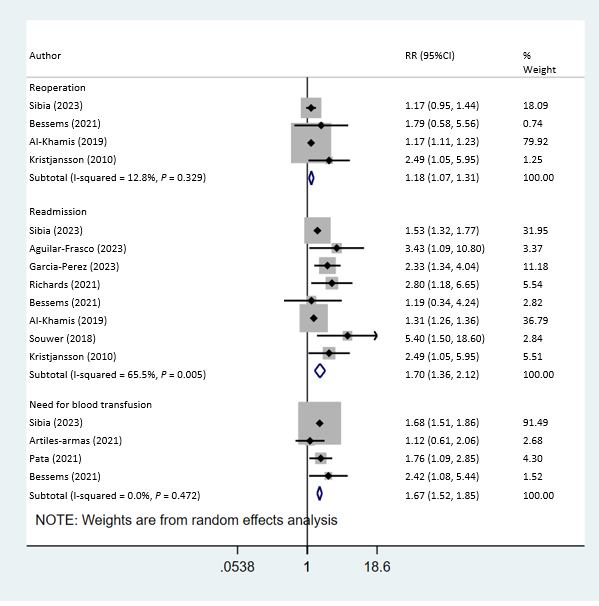 Author RR (95%CI) %
Weight
Reoperation
Sibia (2023) 1.17 (0.95, 1.44) 18.09
Bessems (2021) 1.79 (0.58, 5.56) 0.74
Al-Khamis (2019) 1.17 (1.11, 1.23) 79.92
Kristjansson (2010) 2.49 (1.05, 5.95) 1.25
Subtotal (I-squared = 12.8%, P = 0.329) 1.18 (1.07, 1.31) 100.00
Readmission
Sibia (2023) 1.53 (1.32, 1.77) 31.95
Aguilar-Frasco (2023) 3.43 (1.09, 10.80) 3.37
Garcia-Perez (2023) 2.33 (1.34, 4.04) 11.18
Richards (2021) 2.80 (1.18, 6.65) 5.54
Bessems (2021) 1.19 (0.34, 4.24) 2.82
Al-Khamis (2019) 1.31 (1.26, 1.36) 36.79
Souwer (2018) 5.40 (1.50, 18.60) 2.84
Kristjansson (2010) 2.49 (1.05, 5.95) 5.51
Subtotal (I-squared = 65.5%, P = 0.005) 1.70 (1.36, 2.12) 100.00
Need for blood transfusion
Sibia (2023) 1.68 (1.51, 1.86) 91.49
Artiles-armas (2021) 1.12 (0.61, 2.06) 2.68
Pata (2021) 1.76 (1.09, 2.85) 4.30
Bessems (2021) 2.42 (1.08, 5.44) 1.52
Subtotal (I-squared = 0.0%, P = 0.472) 1.67 (1.52, 1.85) 100.00
NOTE: Weights are from random effects analysis
.0538 1 18.6